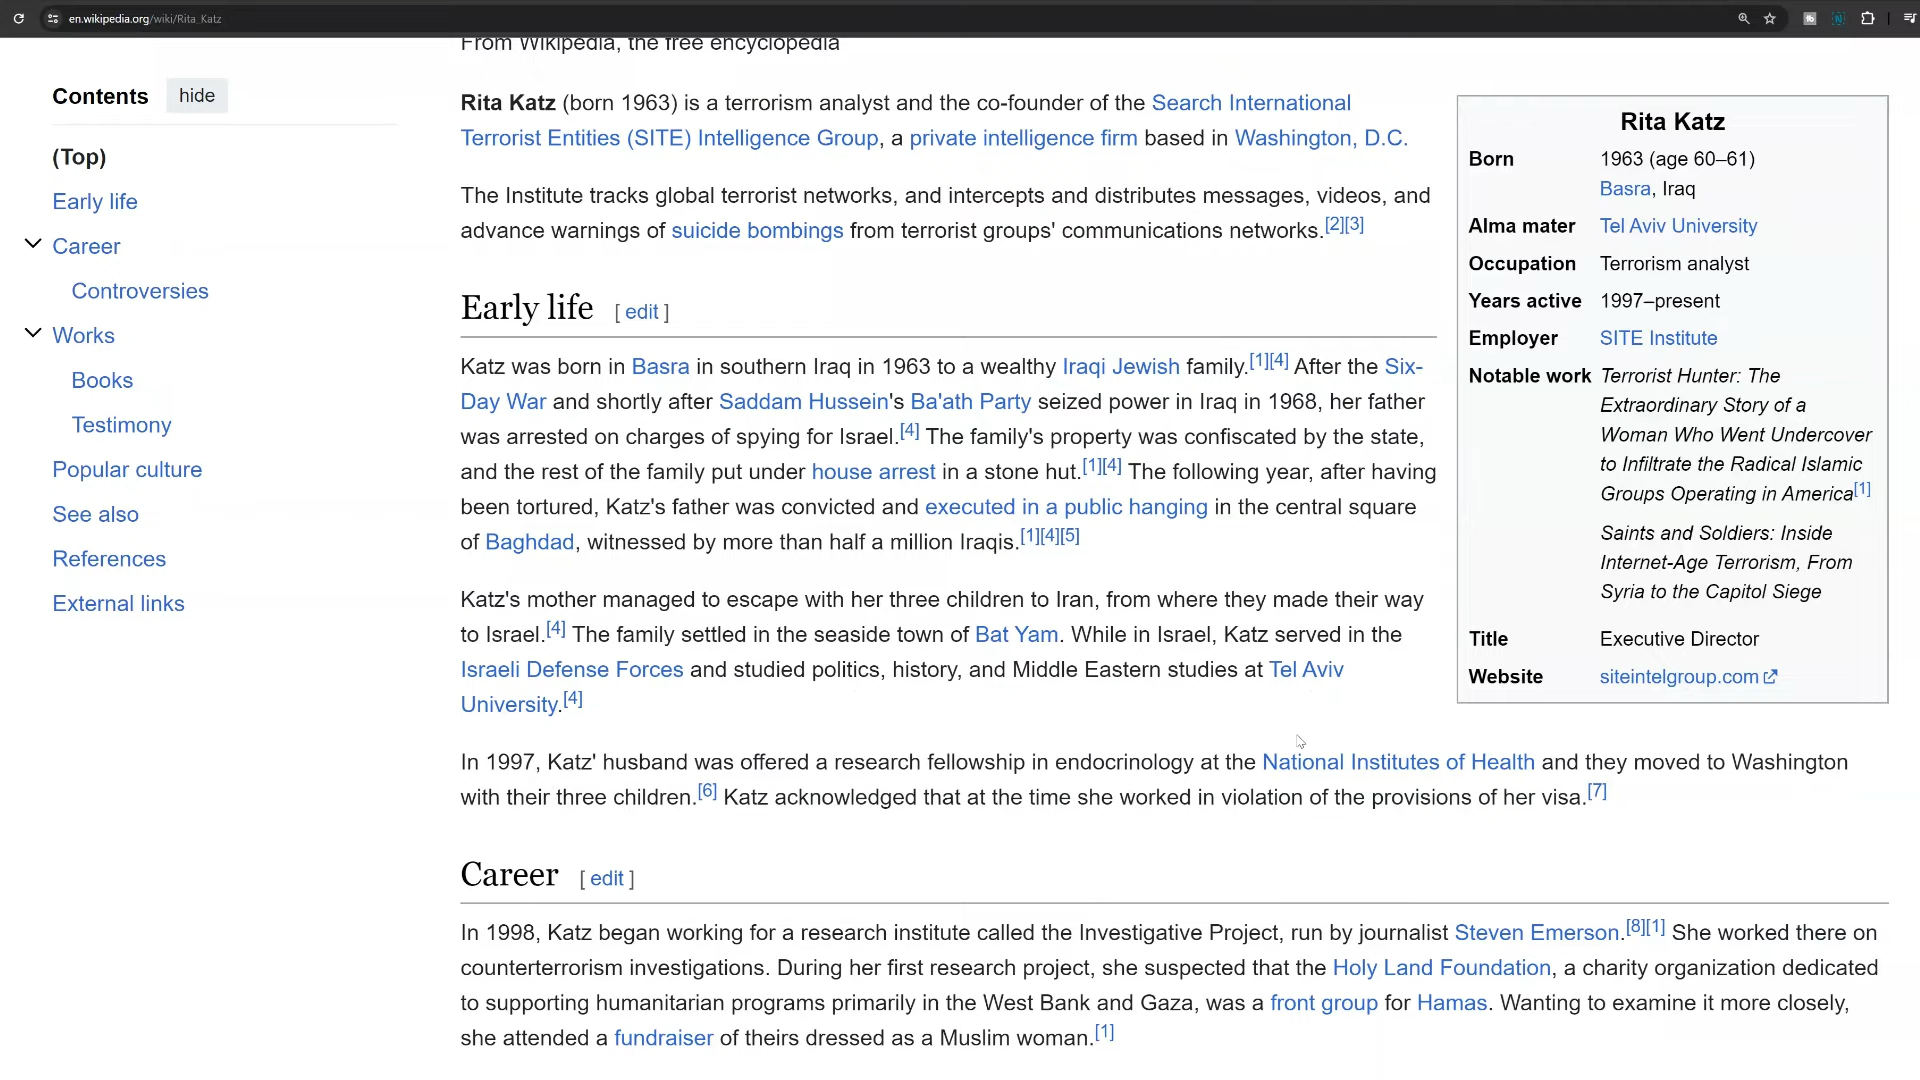 en.wikipedia.org/wiki/Rita_Katz
From Wikipedia, the free encyclopedia
Contents hide
(Top)
Early life
Career
Controversies
Works
Books
Testimony
Popular culture
See also
References
External links
Rita Katz (born 1963) is a terrorism analyst and the co-founder of the Search International
Terrorist Entities (SITE) Intelligence Group, a private intelligence firm based in Washington, D.C.
The Institute tracks global terrorist networks, and intercepts and distributes messages, videos, and
advance warnings of suicide bombings from terrorist groups' communications networks.[2][3]
Early life [ edit ]
Katz was born in Basra in southern Iraq in 1963 to a wealthy Iraqi Jewish family.[1][4] After the Six-
Day War and shortly after Saddam Hussein's Ba'ath Party seized power in Iraq in 1968, her father
was arrested on charges of spying for Israel.[4] The family's property was confiscated by the state,
and the rest of the family put under house arrest in a stone hut.[1][4] The following year, after having
been tortured, Katz's father was convicted and executed in a public hanging in the central square
of Baghdad, witnessed by more than half a million Iraqis.[1][4][5]
Katz's mother managed to escape with her three children to Iran, from where they made their way
to Israel.[4] The family settled in the seaside town of Bat Yam. While in Israel, Katz served in the
Israeli Defense Forces and studied politics, history, and Middle Eastern studies at Tel Aviv
University.[4]
In 1997, Katz' husband was offered a research fellowship in endocrinology at the National Institutes of Health and they moved to Washington
with their three children.[6] Katz acknowledged that at the time she worked in violation of the provisions of her visa.[7]
Career [ edit ]
In 1998, Katz began working for a research institute called the Investigative Project, run by journalist Steven Emerson.[8][1] She worked there on
counterterrorism investigations. During her first research project, she suspected that the Holy Land Foundation, a charity organization dedicated
to supporting humanitarian programs primarily in the West Bank and Gaza, was a front group for Hamas. Wanting to examine it more closely,
she attended a fundraiser of theirs dressed as a Muslim woman.[1]
Rita Katz
Born 1963 (age 60–61)
Basra, Iraq
Alma mater Tel Aviv University
Occupation Terrorism analyst
Years active 1997–present
Employer SITE Institute
Notable work Terrorist Hunter: The
Extraordinary Story of a
Woman Who Went Undercover
to Infiltrate the Radical Islamic
Groups Operating in America[1]
Saints and Soldiers: Inside
Internet-Age Terrorism, From
Syria to the Capitol Siege
Title Executive Director
Website siteintelgroup.com